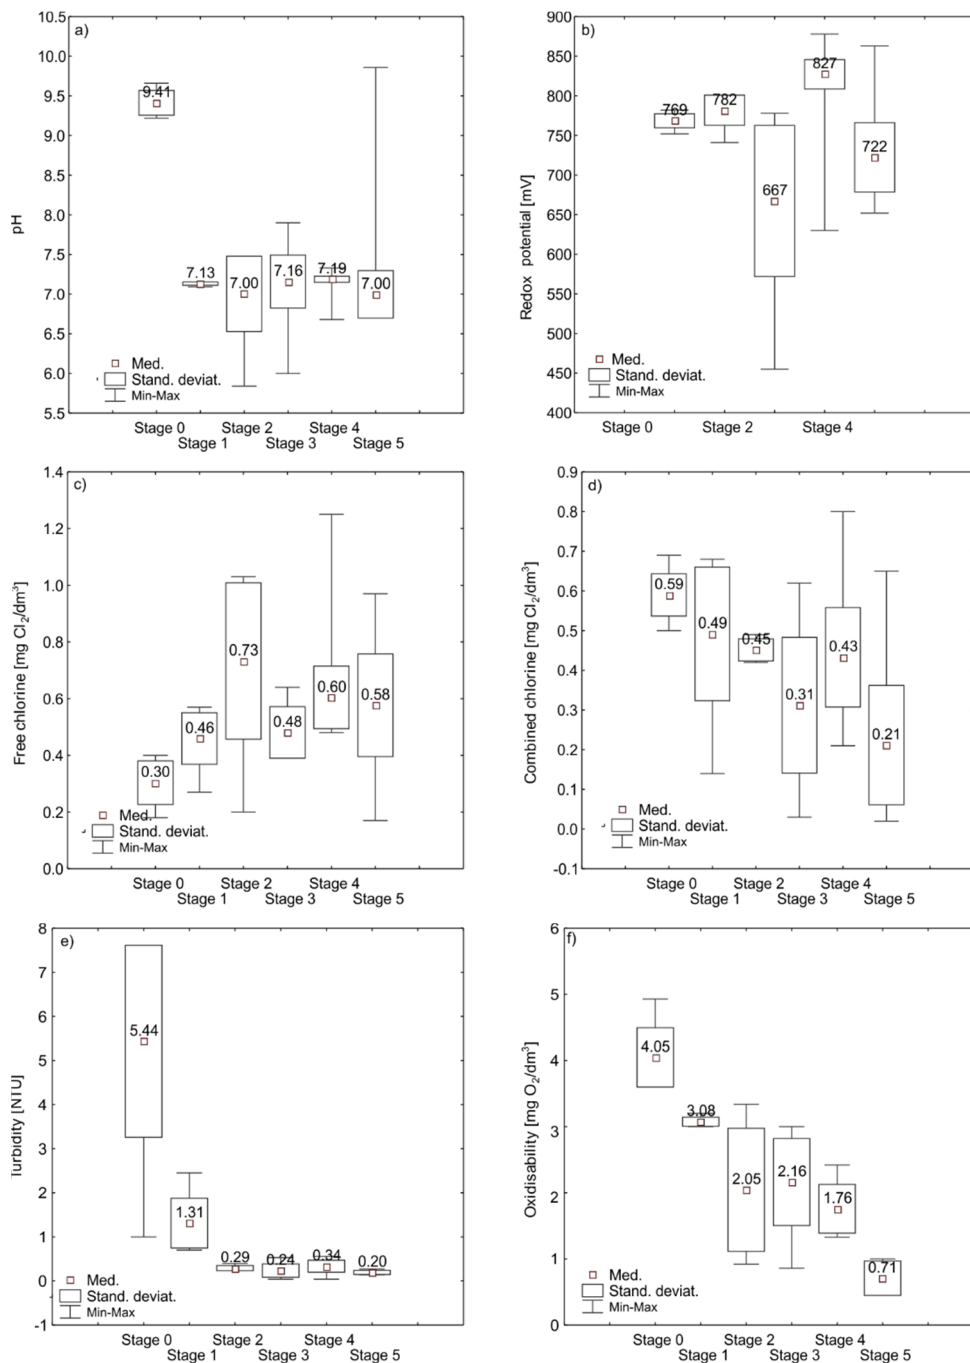 a)
10.5
10.0
9.5
9.0
8.5
8.0
7.5
7.0
6.5
6.0
5.5
pH
9.41
7.13
7.00
7.16
7.19
7.00
Med.
Stand. deviat.
Min-Max
Stage 0
Stage 2
Stage 4
Stage 1
Stage 3
Stage 5
b)
900
850
800
750
700
650
600
550
500
450
400
Redox potential [mV]
769
782
667
827
722
Med.
Stand. deviat.
Min-Max
Stage 0
Stage 2
Stage 4
c)
1.4
1.2
1.0
0.8
0.6
0.4
0.2
0.0
Free chlorine [mg Cl₂/dm³]
0.30
0.46
0.73
0.48
0.60
0.58
Med.
Stand. deviat.
Min-Max
Stage 0
Stage 2
Stage 4
Stage 1
Stage 3
Stage 5
d)
0.9
0.8
0.7
0.6
0.5
0.4
0.3
0.2
0.1
0.0
-0.1
Combined chlorine [mg Cl₂/dm³]
0.59
0.49
0.45
0.31
0.43
0.21
Med.
Stand. deviat.
Min-Max
Stage 0
Stage 2
Stage 4
Stage 1
Stage 3
Stage 5
e)
8
7
6
5
4
3
2
1
0
-1
Turbidity [NTU]
5.44
1.31
0.29
0.24
0.34
0.20
Med.
Stand. deviat.
Min-Max
Stage 0
Stage 2
Stage 4
Stage 1
Stage 3
Stage 5
f)
6
5
4
3
2
1
0
Oxidisability [mg O₂/dm³]
4.05
3.08
2.05
2.16
1.76
0.71
Med.
Stand. deviat.
Min-Max
Stage 0
Stage 2
Stage 4
Stage 1
Stage 3
Stage 5